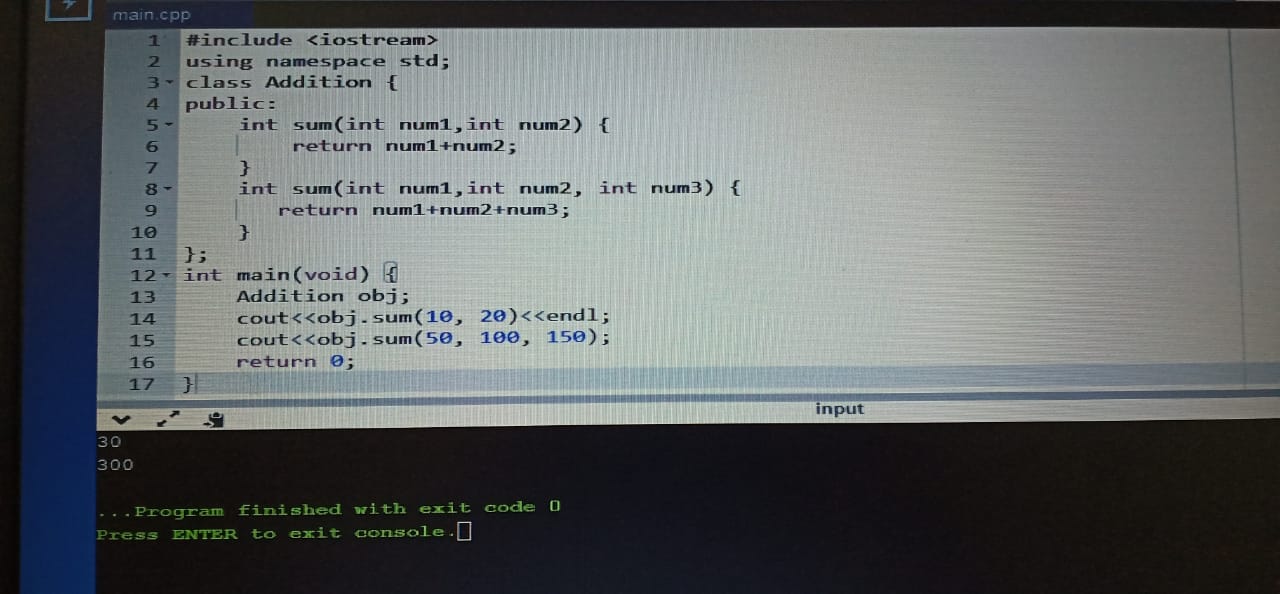 main.cpp
1 #include <iostream>
2 using namespace std;
3 class Addition {
4 public:
5 int sum(int num1,int num2) {
6 return num1+num2;
7 }
8 int sum(int num1,int num2, int num3) {
9 return num1+num2+num3;
10 }
11 };
12 int main(void) {
13 Addition obj;
14 cout<<obj.sum(10, 20)<<endl;
15 cout<<obj.sum(50, 100, 150);
16 return 0;
17 }
input
30
300
...Program finished with exit code 0
Press ENTER to exit console.